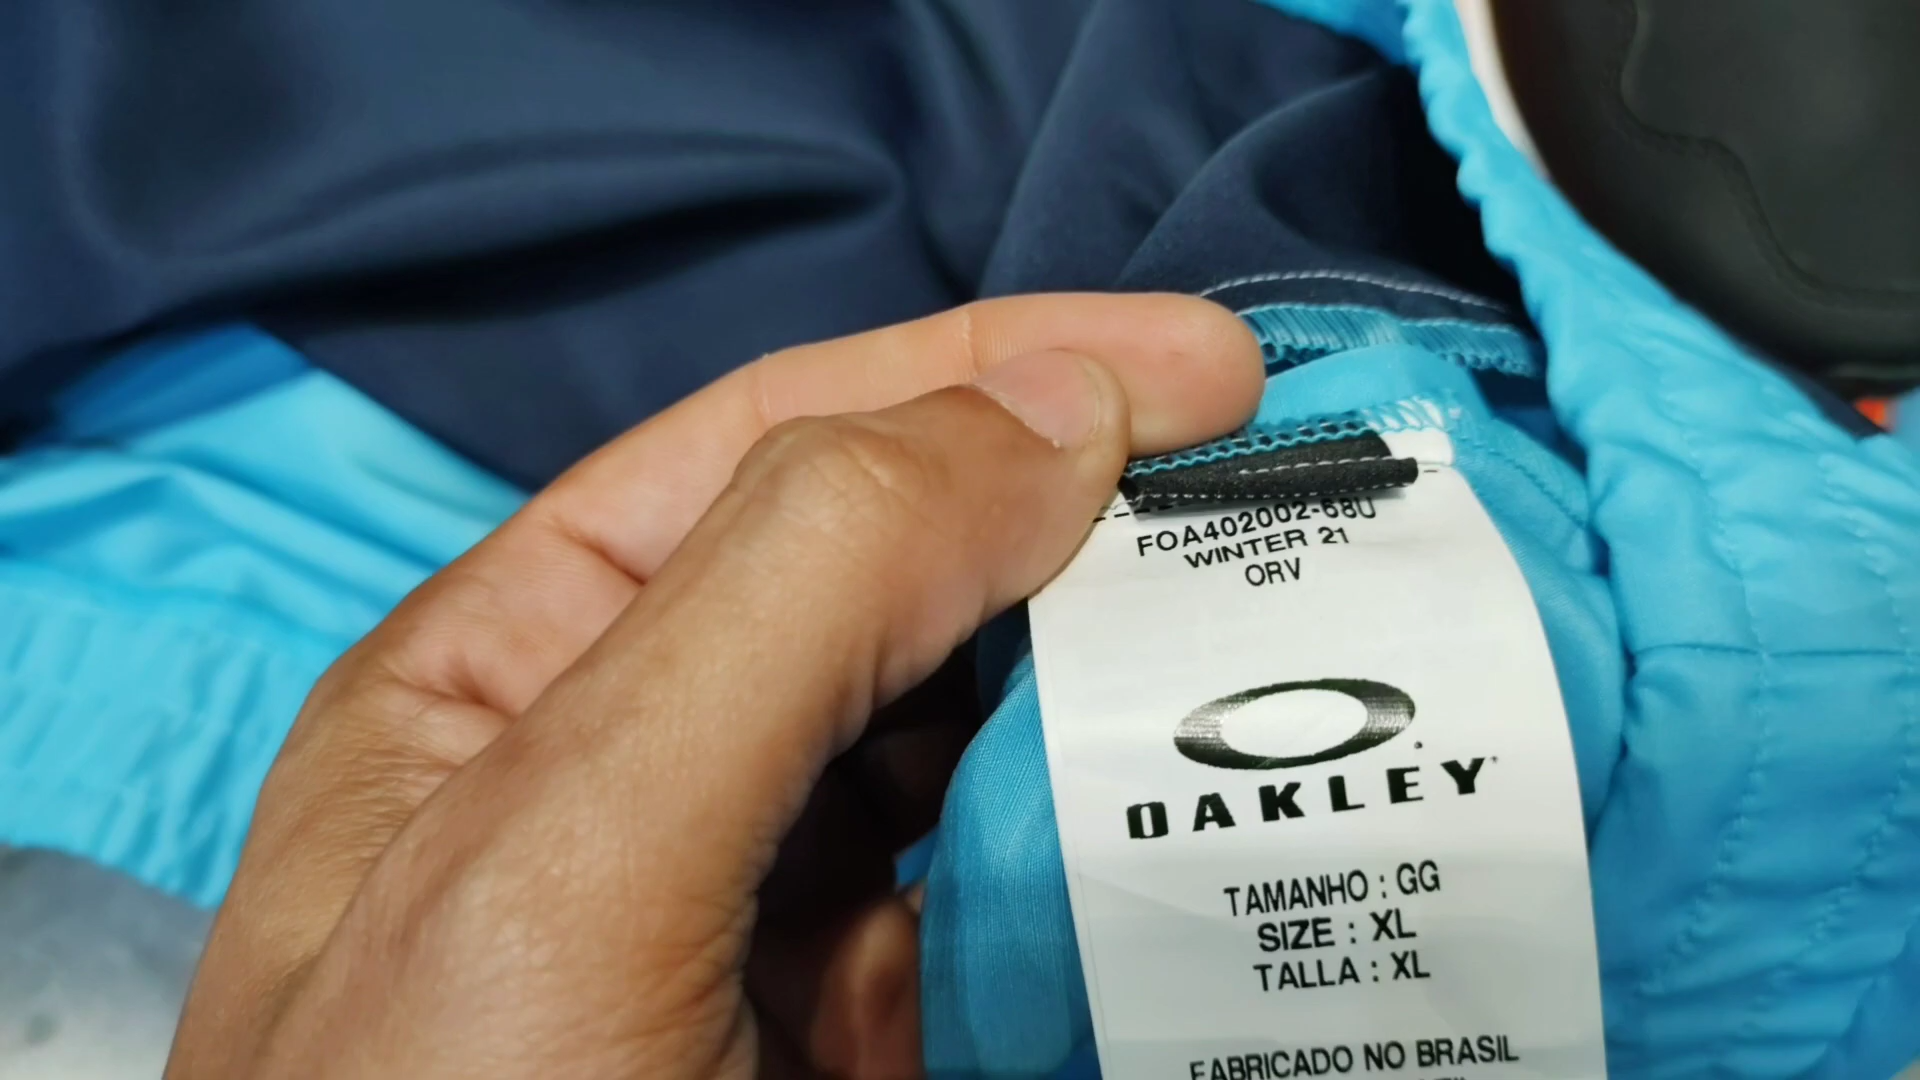 FOA402002-68U
WINTER 21
ORV
OAKLEY
TAMANHO : GG
SIZE : XL
TALLA : XL
FABRICADO NO BRASIL